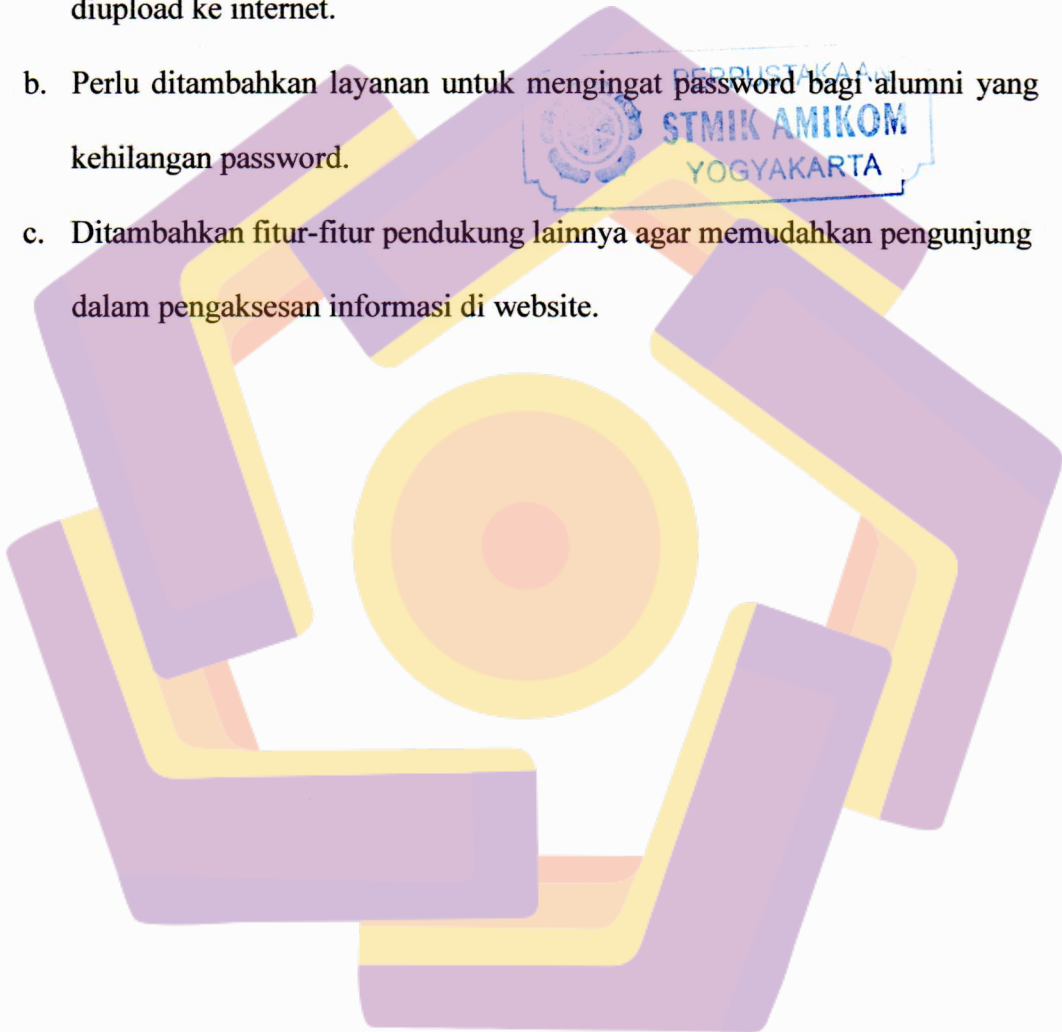 diupload ke internet.
b. Perlu ditambahkan layanan untuk mengingat password bagi alumni yang
kehilangan password.
PERPUSTAKAAN
STMIK AMIKOM
YOGYAKARTA
c. Ditambahkan fitur-fitur pendukung lainnya agar memudahkan pengunjung
dalam pengaksesan informasi di website.